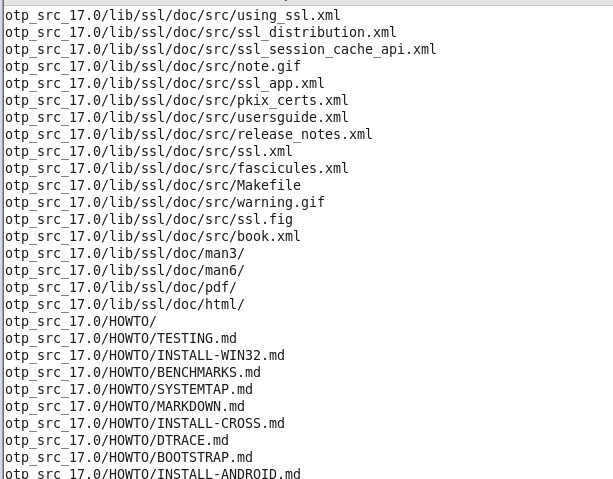 otp_src_17.0/lib/ssl/doc/src/using_ssl.xml
otp_src_17.0/lib/ssl/doc/src/ssl_distribution.xml
otp_src_17.0/lib/ssl/doc/src/ssl_session_cache_api.xml
otp_src_17.0/lib/ssl/doc/src/note.gif
otp_src_17.0/lib/ssl/doc/src/ssl_app.xml
otp_src_17.0/lib/ssl/doc/src/pkix_certs.xml
otp_src_17.0/lib/ssl/doc/src/usersguide.xml
otp_src_17.0/lib/ssl/doc/src/release_notes.xml
otp_src_17.0/lib/ssl/doc/src/ssl.xml
otp_src_17.0/lib/ssl/doc/src/fascicules.xml
otp_src_17.0/lib/ssl/doc/src/Makefile
otp_src_17.0/lib/ssl/doc/src/warning.gif
otp_src_17.0/lib/ssl/doc/src/ssl.fig
otp_src_17.0/lib/ssl/doc/src/book.xml
otp_src_17.0/lib/ssl/doc/man3/
otp_src_17.0/lib/ssl/doc/man6/
otp_src_17.0/lib/ssl/doc/pdf/
otp_src_17.0/lib/ssl/doc/html/
otp_src_17.0/HOWTO/
otp_src_17.0/HOWTO/TESTING.md
otp_src_17.0/HOWTO/INSTALL-WIN32.md
otp_src_17.0/HOWTO/BENCHMARKS.md
otp_src_17.0/HOWTO/SYSTEMTAP.md
otp_src_17.0/HOWTO/MARKDOWN.md
otp_src_17.0/HOWTO/INSTALL-CROSS.md
otp_src_17.0/HOWTO/DTRACE.md
otp_src_17.0/HOWTO/BOOTSTRAP.md
otp_src_17.0/HOWTO/INSTALL-ANDROID.md